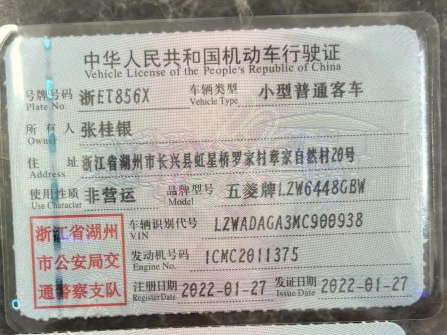 中华人民共和国机动车行驶证
Vehicle License of the People's Republic of China
号牌号码 浙ET856X 车辆类型 小型普通客车
Plate No. Vehicle Type
所有人 张桂银
Owner
住址 浙江省湖州市长兴县虹星桥罗家村章家自然村20号
Address
使用性质 非营运 品牌型号 五菱牌LZW6448GBW
Use Character Model
浙江省湖州
市公安局交
通警察支队
车辆识别代号 LZWADAGA3MC900938
VIN
发动机号码 1CMC2011375
Engine No.
注册日期 2022-01-27 发证日期 2022-01-27
Register Date Issue Date